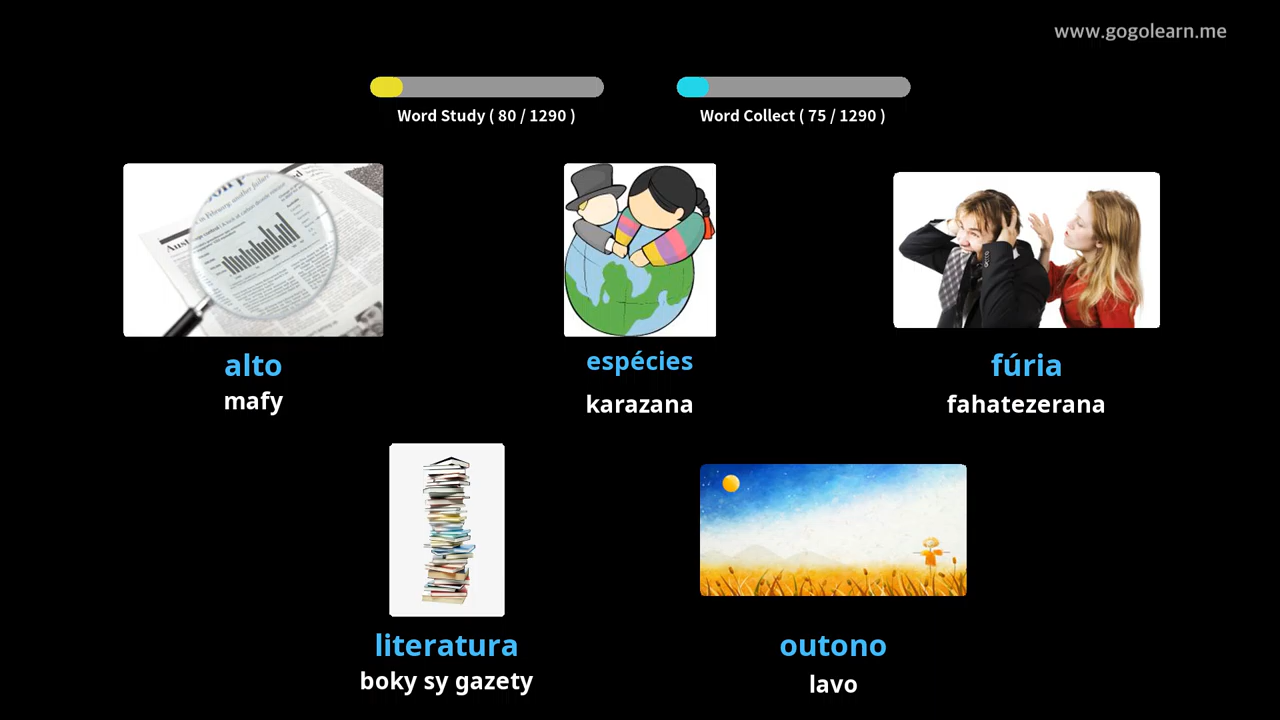 www.gogolearn.me
Word Study ( 80 / 1290 )
Word Collect ( 75 / 1290 )
alto
mafy
espécies
karazana
fúria
fahatezerana
literatura
boky sy gazety
outono
lavo